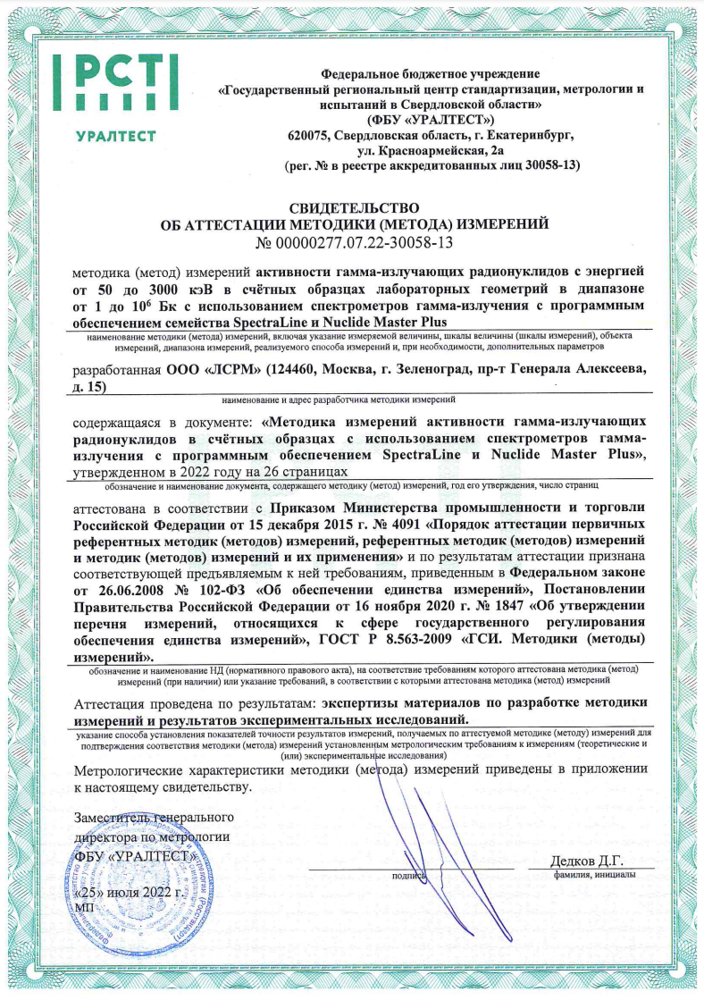 РСТ
УРАЛТЕСТ
Федеральное бюджетное учреждение
«Государственный региональный центр стандартизации, метрологии и
испытаний в Свердловской области»
(ФБУ «УРАЛТЕСТ»)
620075, Свердловская область, г. Екатеринбург,
ул. Красноармейская, 2а
(рег. № в реестре аккредитованных лиц 30058-13)
СВИДЕТЕЛЬСТВО
ОБ АТТЕСТАЦИИ МЕТОДИКИ (МЕТОДА) ИЗМЕРЕНИЙ
№ 00000277.07.22-30058-13
методика (метод) измерений активности гамма-излучающих радионуклидов с энергией
от 50 до 3000 кэВ в счётных образцах лабораторных геометрий в диапазоне
от 1 до 10⁶ Бк с использованием спектрометров гамма-излучения с программным
обеспечением семейства SpectraLine и Nuclide Master Plus
наименование методики (метода) измерений, включая указание измеряемой величины, шкалы величины (шкалы измерений), объекта
измерений, диапазона измерений, реализуемого способа измерений и, при необходимости, дополнительных параметров
разработанная ООО «ЛСРМ» (124460, Москва, г. Зеленоград, пр-т Генерала Алексеева,
д. 15)
наименование и адрес разработчика методики измерений
содержащаяся в документе: «Методика измерений активности гамма-излучающих
радионуклидов в счётных образцах с использованием спектрометров гамма-
излучения с программным обеспечением SpectraLine и Nuclide Master Plus»,
утвержденном в 2022 году на 26 страницах
обозначение и наименование документа, содержащего методику (метод) измерений, год его утверждения, число страниц
аттестована в соответствии с Приказом Министерства промышленности и торговли
Российской Федерации от 15 декабря 2015 г. № 4091 «Порядок аттестации первичных
референтных методик (методов) измерений, референтных методик (методов) измерений
и методик (методов) измерений и их применения» и по результатам аттестации признана
соответствующей предъявляемым к ней требованиям, приведенным в Федеральном законе
от 26.06.2008 № 102-ФЗ «Об обеспечении единства измерений», Постановлении
Правительства Российской Федерации от 16 ноября 2020 г. № 1847 «Об утверждении
перечня измерений, относящихся к сфере государственного регулирования
обеспечения единства измерений», ГОСТ Р 8.563-2009 «ГСИ. Методики (методы)
измерений».
обозначение и наименование НД (нормативного правового акта), на соответствие требованиям которого аттестована методика (метод)
измерений (при наличии) или указание требований, в соответствии с которыми аттестована методика (метод) измерений
Аттестация проведена по результатам: экспертизы материалов по разработке методики
измерений и результатов экспериментальных исследований.
указание способа установления показателей точности результатов измерений, получаемых по аттестуемой методике (методу) измерений для
подтверждения соответствия методики (метода) измерений установленным метрологическим требованиям к измерениям (теоретические и
(или) экспериментальные исследования)
Метрологические характеристики методики (метода) измерений приведены в приложении
к настоящему свидетельству.
Заместитель генерального
директора по метрологии
ФБУ «УРАЛТЕСТ»
Дедков Д.Г.
подпись
фамилия, инициалы
«25» июля 2022 г.
МП